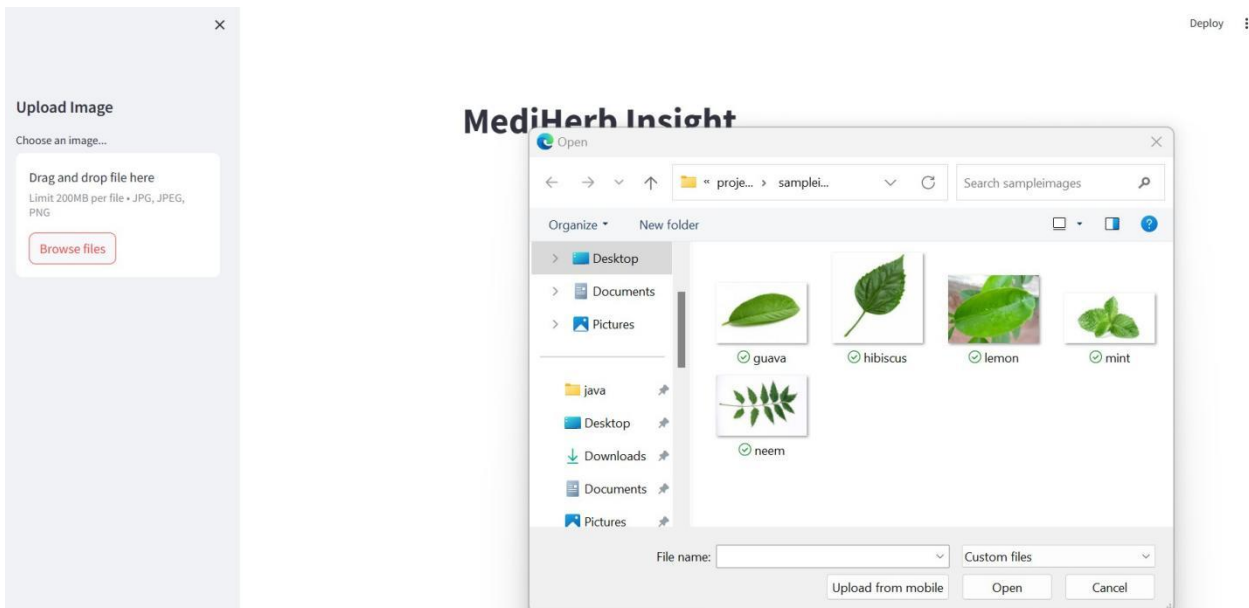 Deploy
Upload Image
Choose an image...
Drag and drop file here
Limit 200MB per file • JPG, JPEG,
PNG
Browse files
MediHerb Insight
Open
« proje... › samplei...
Search sampleimages
Organize
New folder
Desktop
Documents
Pictures
java
Desktop
Downloads
Documents
Pictures
guava
hibiscus
lemon
mint
neem
File name:
Custom files
Upload from mobile
Open
Cancel